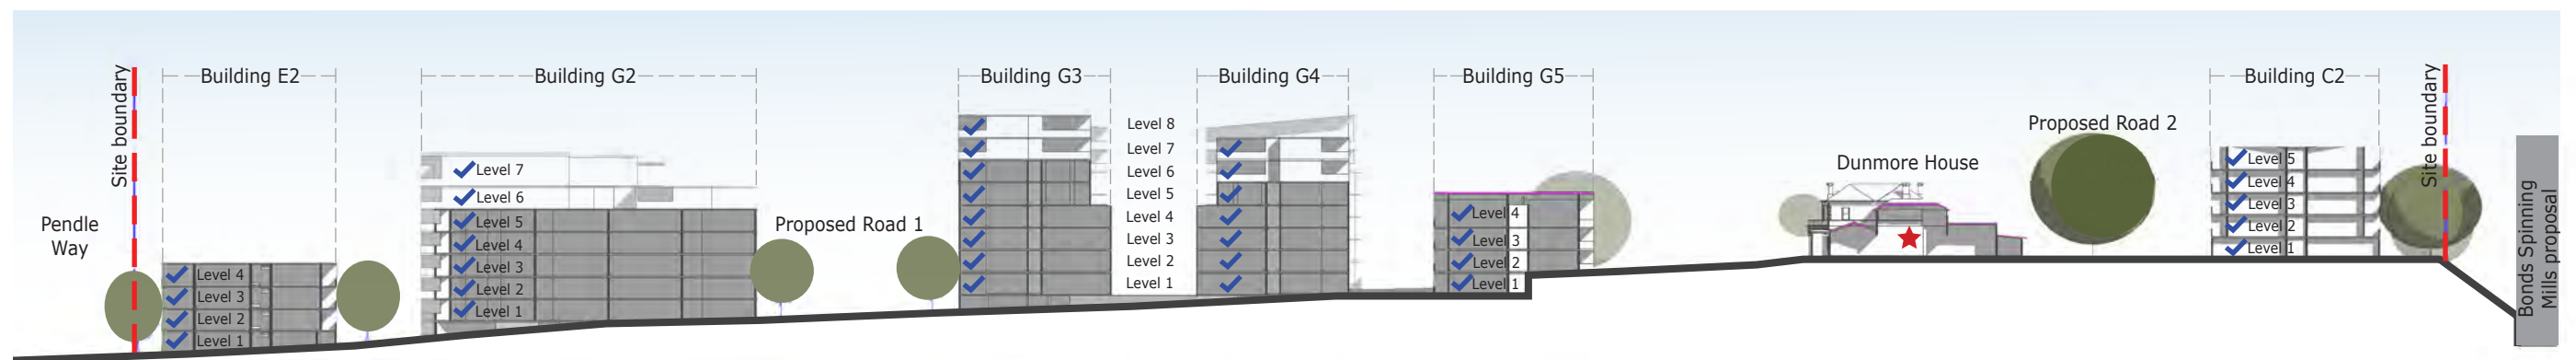 Site boundary
Building E2
Building G2
Building G3
Building G4
Building G5
Building C2
Site boundary
Pendle
Way
Level 4
Level 3
Level 2
Level 1
Level 7
Level 6
Level 5
Level 4
Level 3
Level 2
Level 1
Proposed Road 1
Level 8
Level 7
Level 6
Level 5
Level 4
Level 3
Level 2
Level 1
Level 4
Level 3
Level 2
Level 1
Dunmore House
Proposed Road 2
Level 5
Level 4
Level 3
Level 2
Level 1
Bonds Spinning
Mills proposal